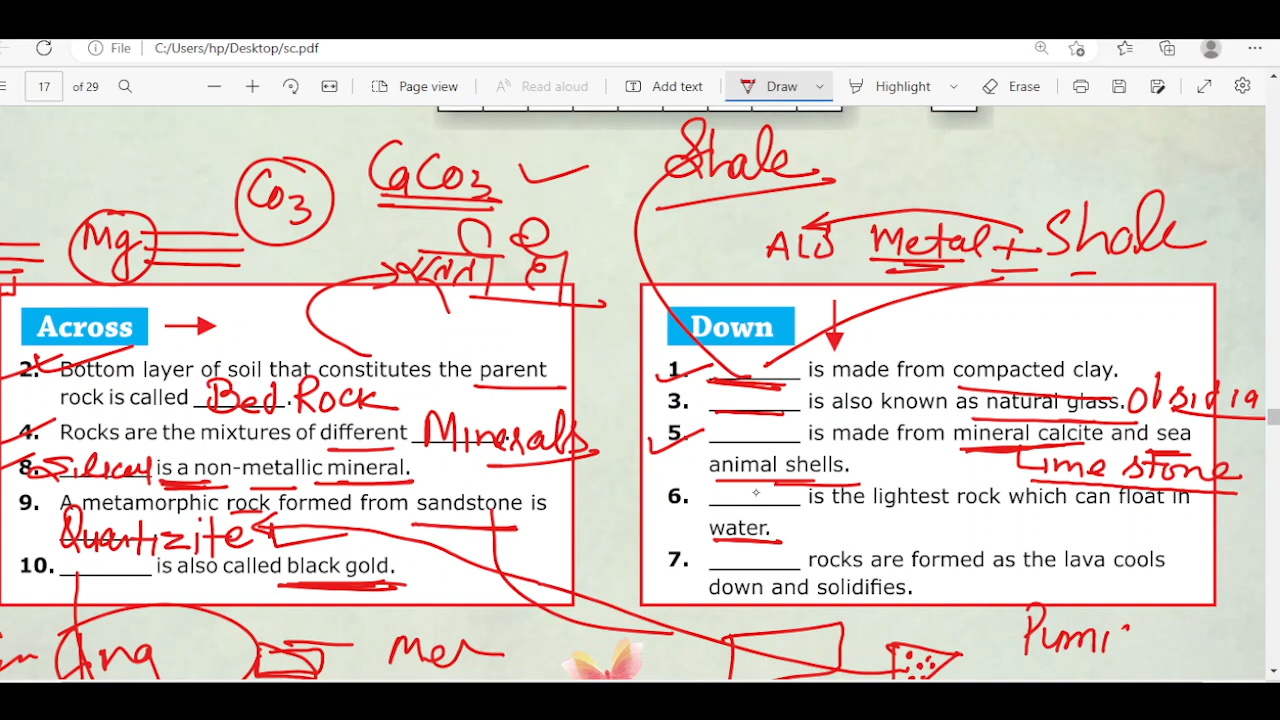 File C:/Users/hp/Desktop/sc.pdf
17 of 29 Page view Read aloud Add text Draw Highlight Erase
CO3 CaCO3 Shale
Mg Metal + Shale
Across
2. Bottom layer of soil that constitutes the parent
rock is called ________. Bed Rock
4. Rocks are the mixtures of different ________. Minerals
8. ________ is a non-metallic mineral.
9. A metamorphic rock formed from sandstone is
Quartizite
10. ________ is also called black gold.
Down
1. ________ is made from compacted clay.
3. ________ is also known as natural glass. Obsidia
5. ________ is made from mineral calcite and sea
animal shells. Lime stone
6. ________ is the lightest rock which can float in
water.
7. ________ rocks are formed as the lava cools
down and solidifies.
Pumi
mer